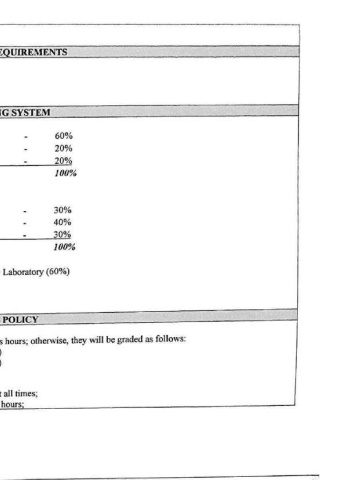 EQUIREMENTS
NG SYSTEM
- 60%
- 20%
- 20%
100%
- 30%
- 40%
- 30%
100%
Laboratory (60%)
POLICY
s hours; otherwise, they will be graded as follows:
)
)
t all times;
hours;